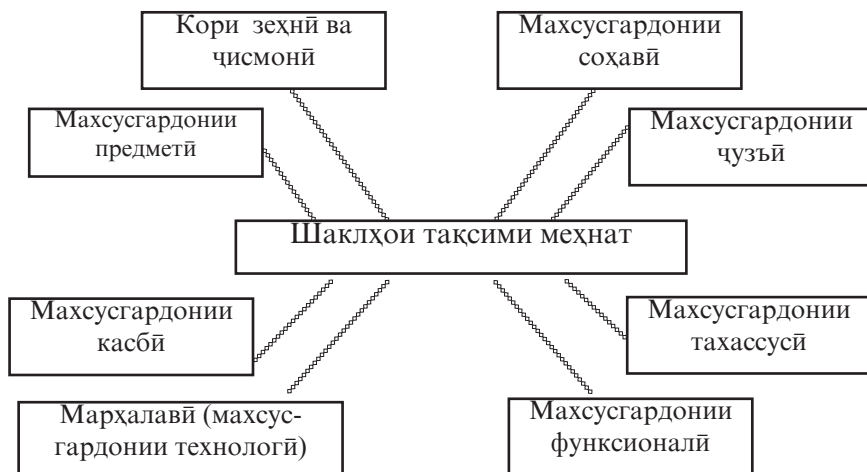 Кори зеҳнӣ ва
ҷисмонӣ
Махсусгардонии
соҳавӣ
Махсусгардонии
предметӣ
Махсусгардонии
ҷузъӣ
Шаклҳои тақсими меҳнат
Махсусгардонии
касбӣ
Махсусгардонии
тахассусӣ
Марҳалавӣ (махсус-
гардонии технологӣ)
Махсусгардонии
функсионалӣ